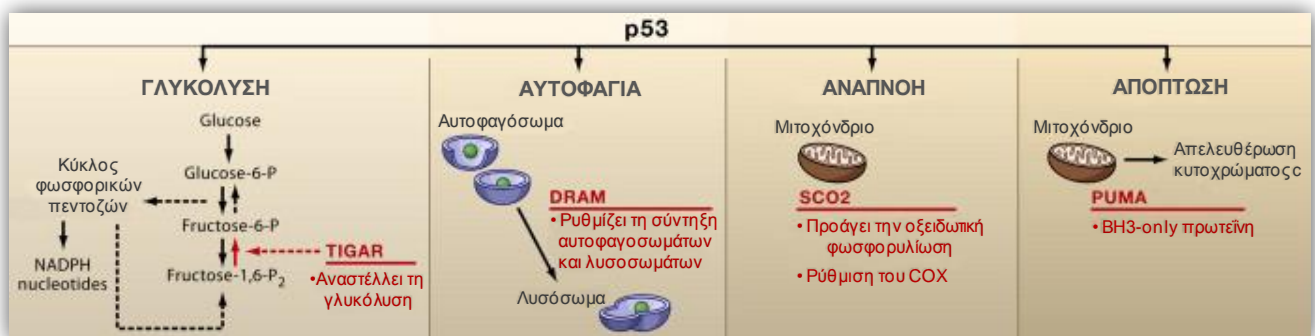 p53
ΓΛΥΚΟΛΥΣΗ
Glucose
Glucose-6-P
Κύκλος
φωσφορικών
πεντοζών
Fructose-6-P
TIGAR
NADPH
nucleotides
Fructose-1,6-P₂
•Αναστέλλει τη
γλυκόλυση
ΑΥΤΟΦΑΓΙΑ
Αυτοφαγόσωμα
DRAM
• Ρυθμίζει τη σύντηξη
αυτοφαγοσωμάτων
και λυσοσωμάτων
Λυσόσωμα
ΑΝΑΠΝΟΗ
Μιτοχόνδριο
SCO2
• Προάγει την οξειδωτική
φωσφορυλίωση
• Ρύθμιση του COX
ΑΠΟΠΤΩΣΗ
Μιτοχόνδριο
Απελευθέρωση
κυτοχρώματος c
PUMA
• BH3-only πρωτεΐνη